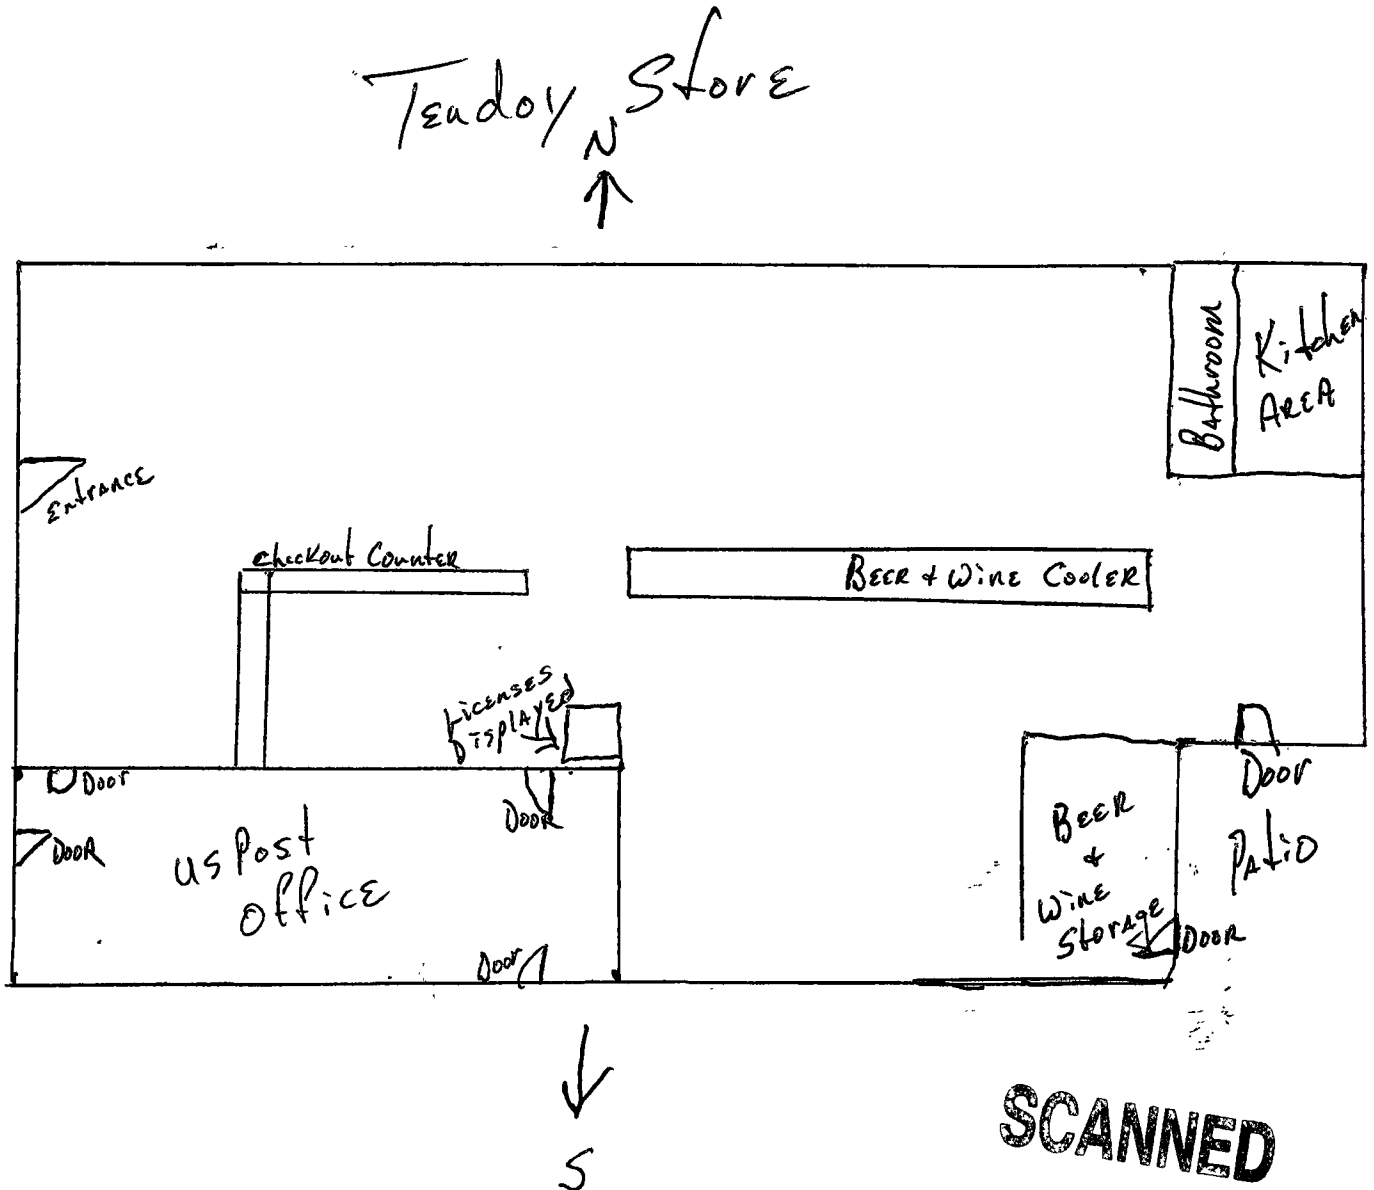 Tendoy Store
N
Bathroom
Kitchen
AREA
Entrance
Checkout Counter
Beer + Wine Cooler
Licenses
Displayed
Door
Door
Door
US Post
Office
Door
Beer
+
Wine
Storage
Door
Door
Patio
S
SCANNED